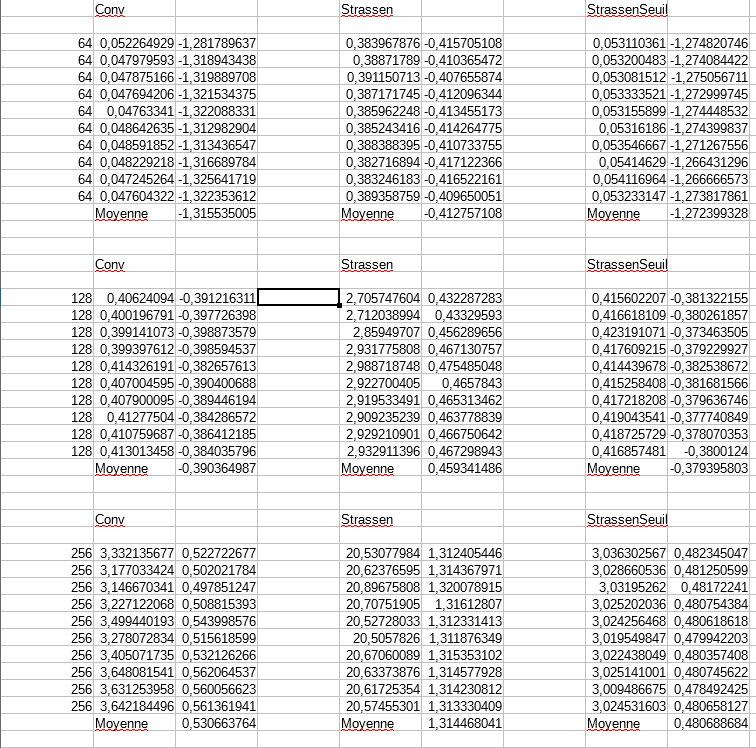 Conv Strassen StrassenSeuil
64 0,052264929 -1,281789637 0,383967876 -0,415705108 0,053110361 -1,274820746
64 0,047979593 -1,318943438 0,38871789 -0,410365472 0,053200483 -1,274084422
64 0,047875166 -1,319889708 0,391150713 -0,407655874 0,053081512 -1,275056711
64 0,047694206 -1,321534375 0,387171745 -0,412096344 0,053333521 -1,272999745
64 0,04763341 -1,322088331 0,385962248 -0,413455173 0,053155899 -1,274448532
64 0,048642635 -1,312982904 0,385243416 -0,414264775 0,05316186 -1,274399837
64 0,048591852 -1,313436547 0,388388395 -0,410733755 0,053546667 -1,271267556
64 0,048229218 -1,316689784 0,382716894 -0,417122366 0,05414629 -1,266431296
64 0,047245264 -1,325641719 0,383246183 -0,416522161 0,054116964 -1,266666573
64 0,047604322 -1,322353612 0,389358759 -0,409650051 0,053233147 -1,273817861
Moyenne -1,315535005 Moyenne -0,412757108 Moyenne -1,272399328
Conv Strassen StrassenSeuil
128 0,40624094 -0,391216311 2,705747604 0,432287283 0,415602207 -0,381322155
128 0,400196791 -0,397726398 2,712038994 0,43329593 0,416618109 -0,380261857
128 0,399141073 -0,398873579 2,85949707 0,456289656 0,423191071 -0,373463505
128 0,399397612 -0,398594537 2,931775808 0,467130757 0,417609215 -0,379229927
128 0,414326191 -0,382657613 2,988718748 0,475485048 0,414439678 -0,382538672
128 0,407004595 -0,390400688 2,922700405 0,4657843 0,415258408 -0,381681566
128 0,407900095 -0,389446194 2,919533491 0,465313462 0,417218208 -0,379636746
128 0,41277504 -0,384286572 2,909235239 0,463778839 0,419043541 -0,377740849
128 0,410759687 -0,386412185 2,929210901 0,466750642 0,418725729 -0,378070353
128 0,413013458 -0,384035796 2,932911396 0,467298943 0,416857481 -0,3800124
Moyenne -0,390364987 Moyenne 0,459341486 Moyenne -0,379395803
Conv Strassen StrassenSeuil
256 3,332135677 0,522722677 20,53077984 1,312405446 3,036302567 0,482345047
256 3,177033424 0,502021784 20,62376595 1,314367971 3,028660536 0,481250599
256 3,146670341 0,497851247 20,89675808 1,320078915 3,03195262 0,48172241
256 3,227122068 0,508815393 20,70751905 1,31612807 3,025202036 0,480754384
256 3,499440193 0,543998576 20,52728033 1,312331413 3,024256468 0,480618618
256 3,278072834 0,515618599 20,5057826 1,311876349 3,019549847 0,479942203
256 3,405071735 0,532126266 20,67060089 1,315353102 3,022438049 0,480357408
256 3,648081541 0,562064537 20,63373876 1,314577928 3,025141001 0,480745622
256 3,631253958 0,560056623 20,61725354 1,314230812 3,009486675 0,478492425
256 3,642184496 0,561361941 20,57455301 1,313330409 3,024531603 0,480658127
Moyenne 0,530663764 Moyenne 1,314468041 Moyenne 0,480688684